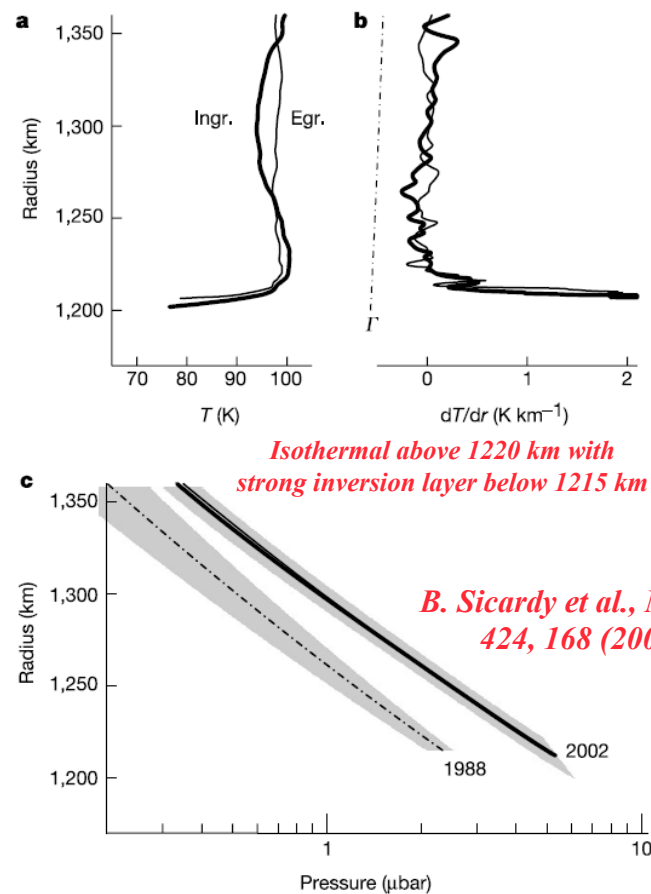 a
b
1,350
1,300
1,250
1,200
Radius (km)
Ingr.
Egr.
Γ
70
80
90
100
0
1
2
T (K)
dT/dr (K km⁻¹)
Isothermal above 1220 km with
strong inversion layer below 1215 km
c
1,350
1,300
1,250
1,200
Radius (km)
B. Sicardy et al., N
424, 168 (200
2002
1988
1
10
Pressure (μbar)